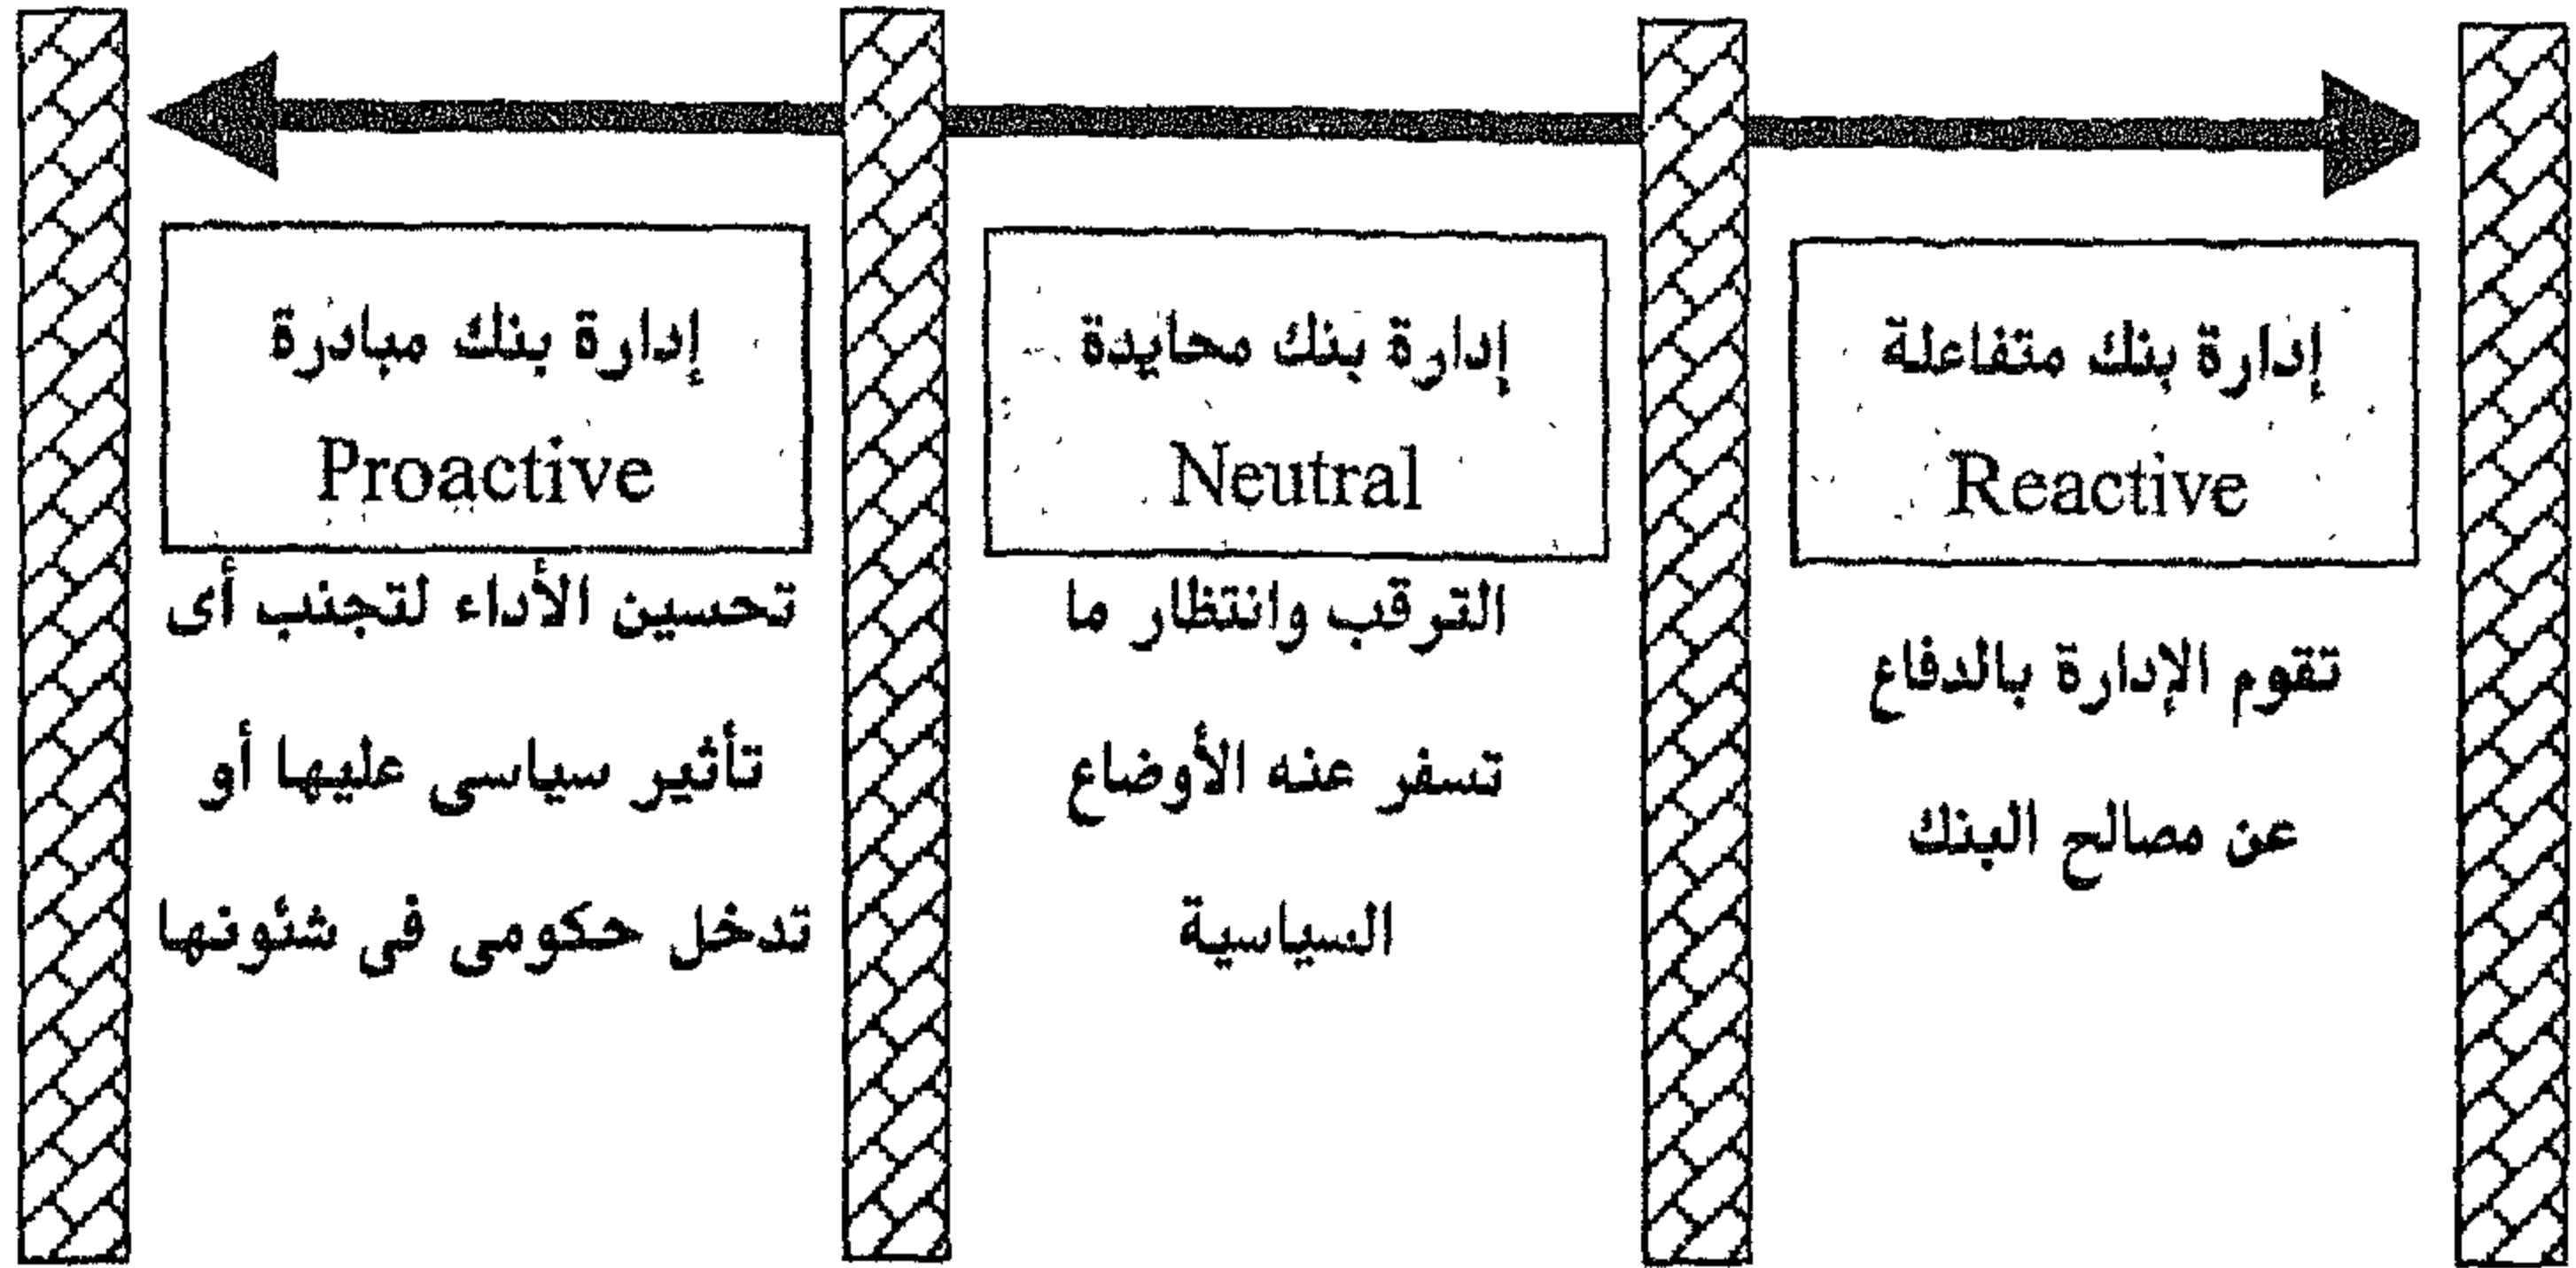 إدارة بنك متفاعلة
Reactive
تقوم الإدارة بالدفاع
عن مصالح البنك
إدارة بنك محايدة
Neutral
الترقب وانتظار ما
تسفر عنه الأوضاع
السياسية
إدارة بنك مبادرة
Proactive
تحسين الأداء لتجنب أى
تأثير سياسى عليها أو
تدخل حكومى فى شئونها